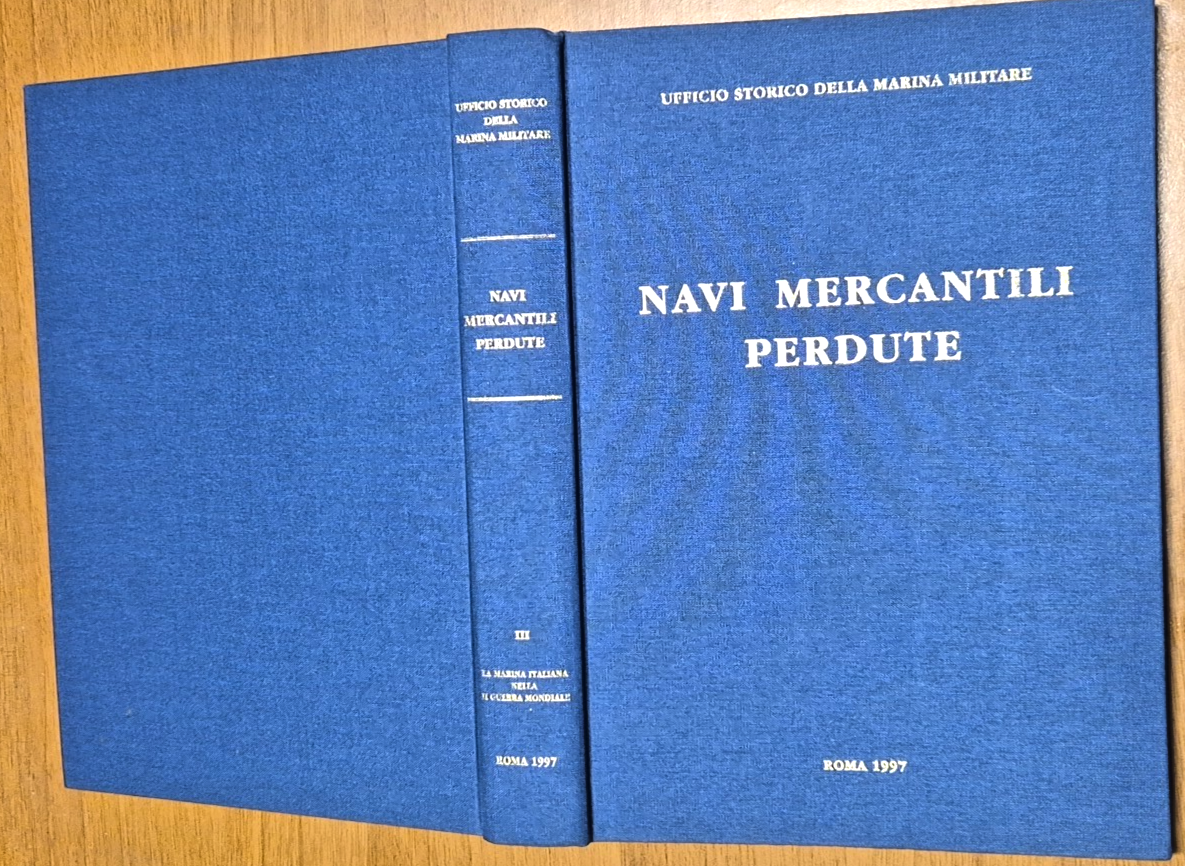 UFFICIO STORICO
DELLA
MARINA MILITARE
NAVI
MERCANTILI
PERDUTE
III
LA MARINA ITALIANA
NELLA
II GUERRA MONDIALE
ROMA 1997
UFFICIO STORICO DELLA MARINA MILITARE
NAVI MERCANTILI
PERDUTE
ROMA 1997